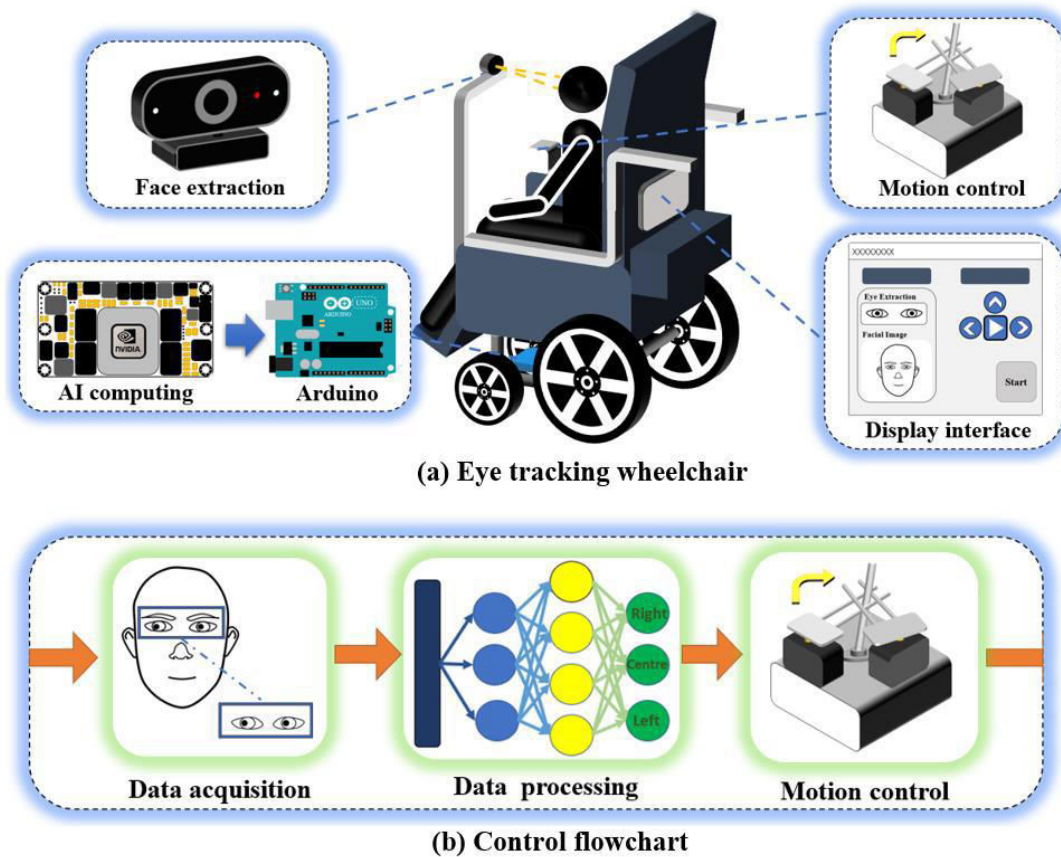 Face extraction
Motion control
NVIDIA
ARDUINO
UNO
AI computing
Arduino
XXXXXXXX
Eye Extraction
Facial Image
Start
Display interface
(a) Eye tracking wheelchair
Right
Centre
Left
Data acquisition
Data processing
Motion control
(b) Control flowchart